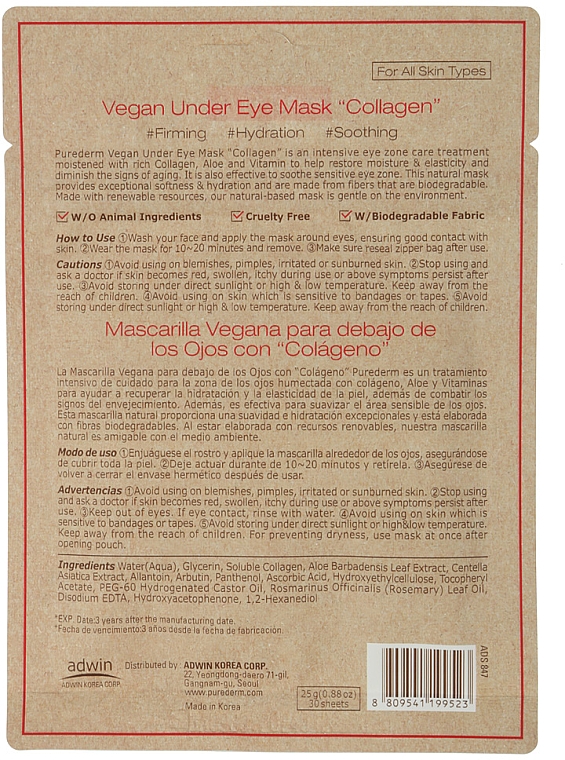 For All Skin Types
Vegan Under Eye Mask “Collagen”
#Firming #Hydration #Soothing
Purederm Vegan Under Eye Mask “Collagen” is an intensive eye zone care treatment
moistened with rich Collagen, Aloe and Vitamin to help restore moisture & elasticity and
diminish the signs of aging. It is also effective to soothe sensitive eye zone. This natural mask
provides exceptional softness & hydration and are made from fibers that are biodegradable.
Made with renewable resources, our natural-based mask is gentle on the environment.
☑ W/O Animal Ingredients ☑ Cruelty Free ☑ W/Biodegradable Fabric
How to Use ①Wash your face and apply the mask around eyes, ensuring good contact with
skin. ②Wear the mask for 10~20 minutes and remove. ③Make sure reseal zipper bag after use.
Cautions ①Avoid using on blemishes, pimples, irritated or sunburned skin. ②Stop using and
ask a doctor if skin becomes red, swollen, itchy during use or above symptoms persist after
use. ③Avoid storing under direct sunlight or high & low temperature. Keep away from the
reach of children. ④Avoid using on skin which is sensitive to bandages or tapes. ⑤Avoid
storing under direct sunlight or high & low temperature. Keep away from the reach of children.
Mascarilla Vegana para debajo de
los Ojos con “Colágeno”
La Mascarilla Vegana para debajo de los Ojos con “Colágeno” Purederm es un tratamiento
intensivo de cuidado para la zona de los ojos humectada con colágeno, Aloe y Vitaminas
para ayudar a recuperar la hidratación y la elasticidad de la piel, además de combatir los
signos del envejecimiento. Además, es efectiva para suavizar el área sensible de los ojos.
Esta mascarilla natural proporciona una suavidad e hidratación excepcionales y está elaborada
con fibras biodegradables. Al estar elaborada con recursos renovables, nuestra mascarilla
natural es amigable con el medio ambiente.
Modo de uso ①Enjuáguese el rostro y aplique la mascarilla alrededor de los ojos, asegurándose
de cubrir toda la piel. ②Deje actuar durante de 10~20 minutos y retírela. ③Asegúrese de
volver a cerrar el envase hermético después de usar.
Advertencias ①Avoid using on blemishes, pimples, irritated or sunburned skin. ②Stop using
and ask a doctor if skin becomes red, swollen, itchy during use or above symptoms persist after
use. ③Keep out of eyes. If eye contact, rinse with water. ④Avoid using on skin which is
sensitive to bandages or tapes. ⑤Avoid storing under direct sunlight or high&low temperature.
Keep away from the reach of children. For preventing dryness, use mask at once after
opening pouch.
Ingredients Water(Aqua), Glycerin, Soluble Collagen, Aloe Barbadensis Leaf Extract, Centella
Asiatica Extract, Allantoin, Arbutin, Panthenol, Ascorbic Acid, Hydroxyethylcellulose, Tocopheryl
Acetate, PEG-60 Hydrogenated Castor Oil, Rosmarinus Officinalis (Rosemary) Leaf Oil,
Disodium EDTA, Hydroxyacetophenone, 1,2-Hexanediol
*EXP. Date:3 years after the manufacturing date.
*Fecha de vencimiento:3 años desde la fecha de fabricación.
adwin
ADWIN KOREA CORP.
Distributed by ADWIN KOREA CORP.
22, Yeongdong-daero 71-gil,
Gangnam-gu, Seoul
www.purederm.com
Made in Korea
25g(0.88oz)
30sheets
8 809541 199523
ADS 847